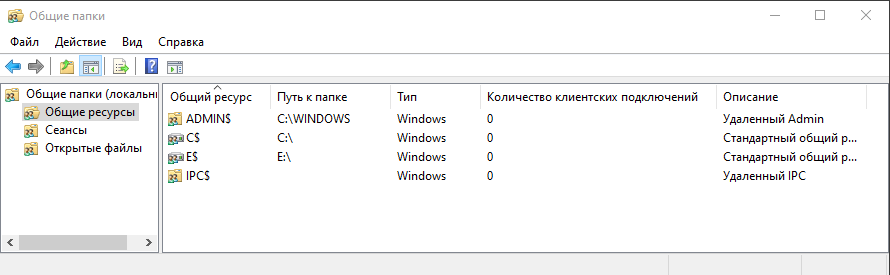 Общие папки
Файл Действие Вид Справка
Общие папки (локальн
Общие ресурсы
Сеансы
Открытые файлы
Общий ресурс Путь к папке Тип Количество клиентских подключений Описание
ADMIN$ C:\WINDOWS Windows 0 Удаленный Admin
C$ C:\ Windows 0 Стандартный общий р...
E$ E:\ Windows 0 Стандартный общий р...
IPC$ Windows 0 Удаленный IPC